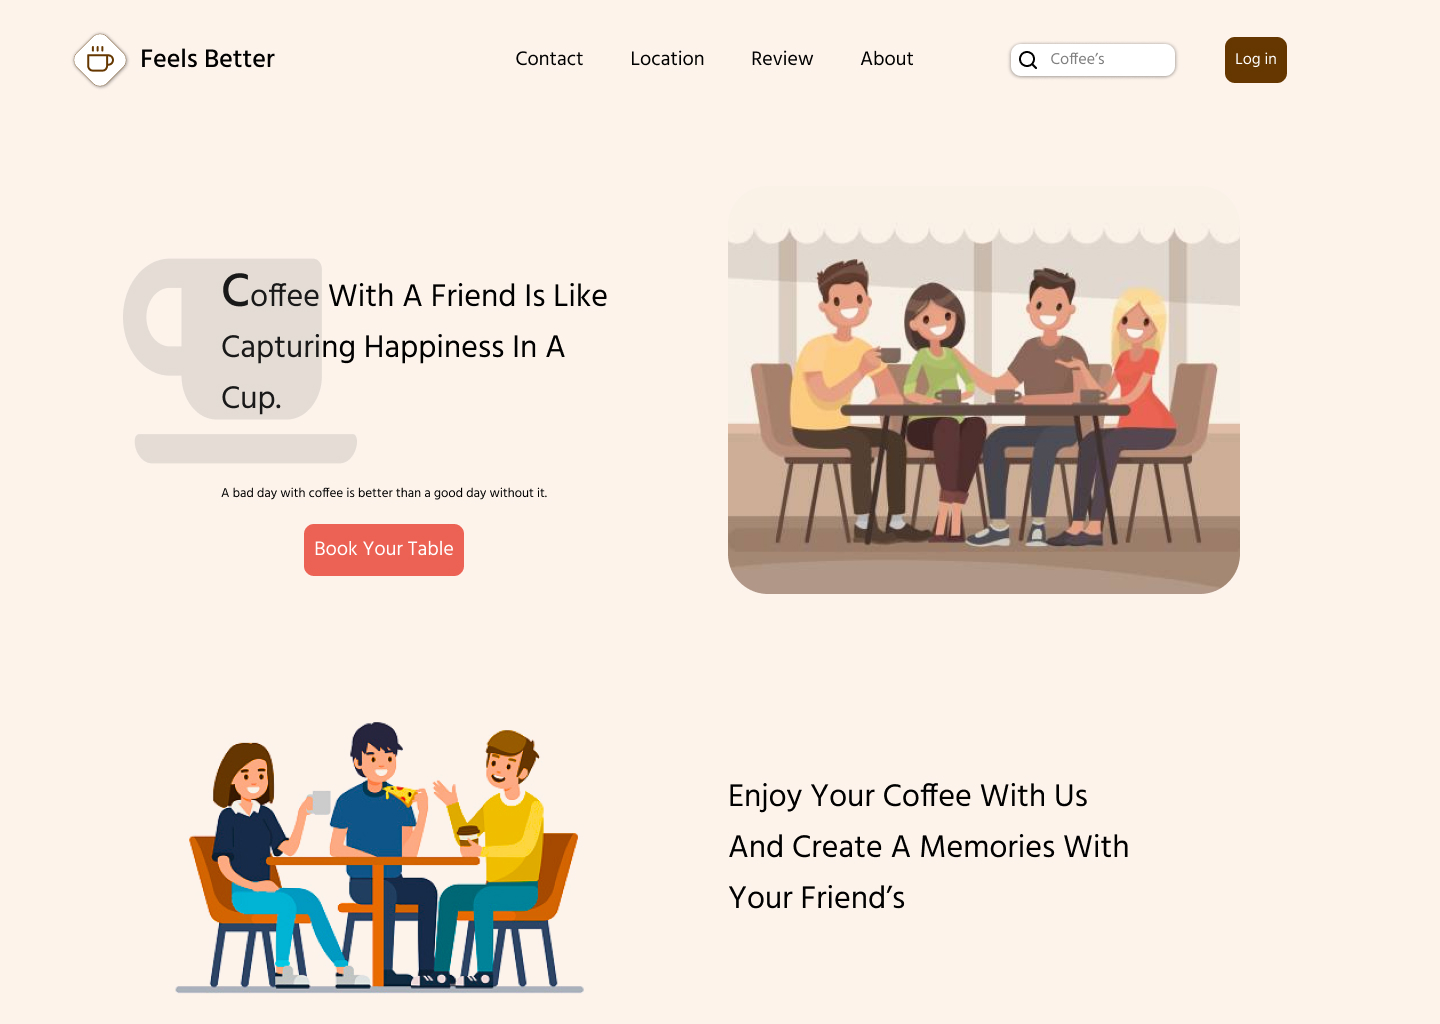 Feels Better
Contact
Location
Review
About
Coffee’s
Log in
Coffee With A Friend Is Like
Capturing Happiness In A
Cup.
A bad day with coffee is better than a good day without it.
Book Your Table
Enjoy Your Coffee With Us
And Create A Memories With
Your Friend’s